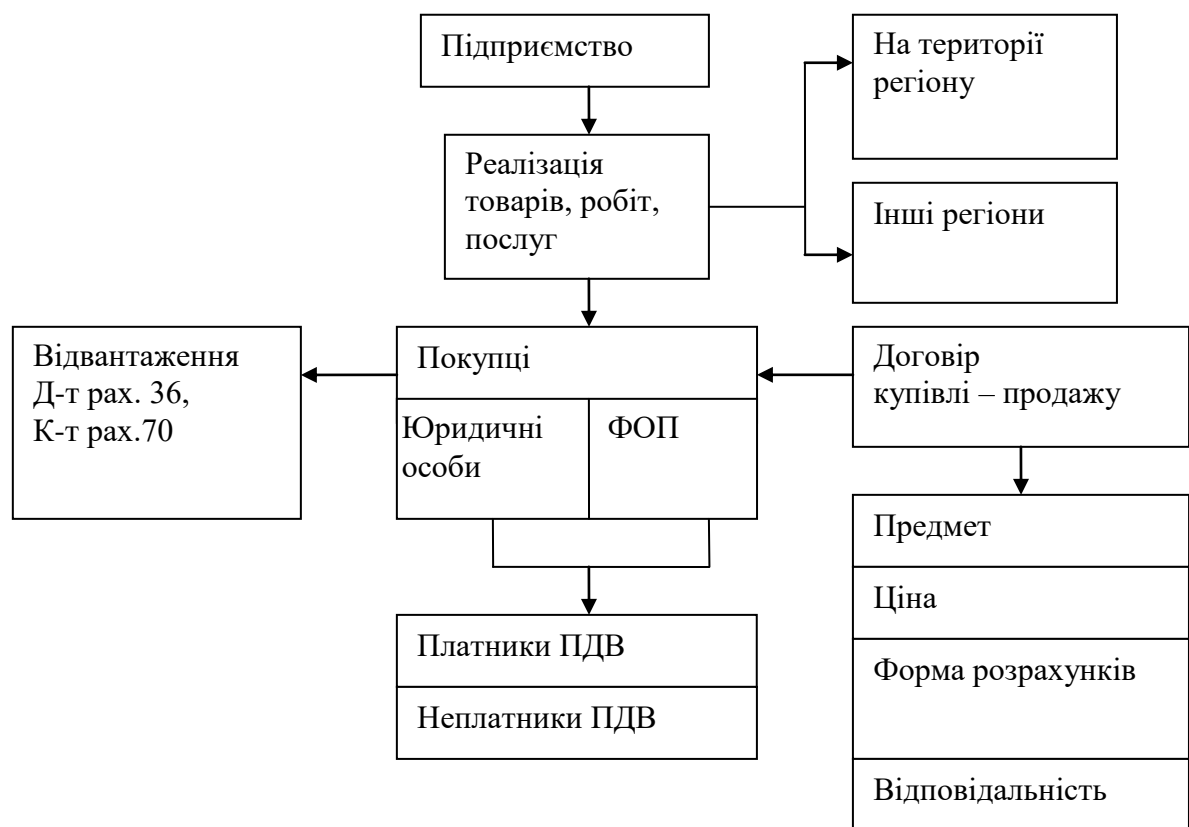 Підприємство
На території
регіону
Реалізація
товарів, робіт,
послуг
Інші регіони
Відвантаження
Д-т рах. 36,
К-т рах.70
Покупці
Юридичні
особи
ФОП
Договір
купівлі – продажу
Предмет
Ціна
Форма розрахунків
Відповідальність
Платники ПДВ
Неплатники ПДВ